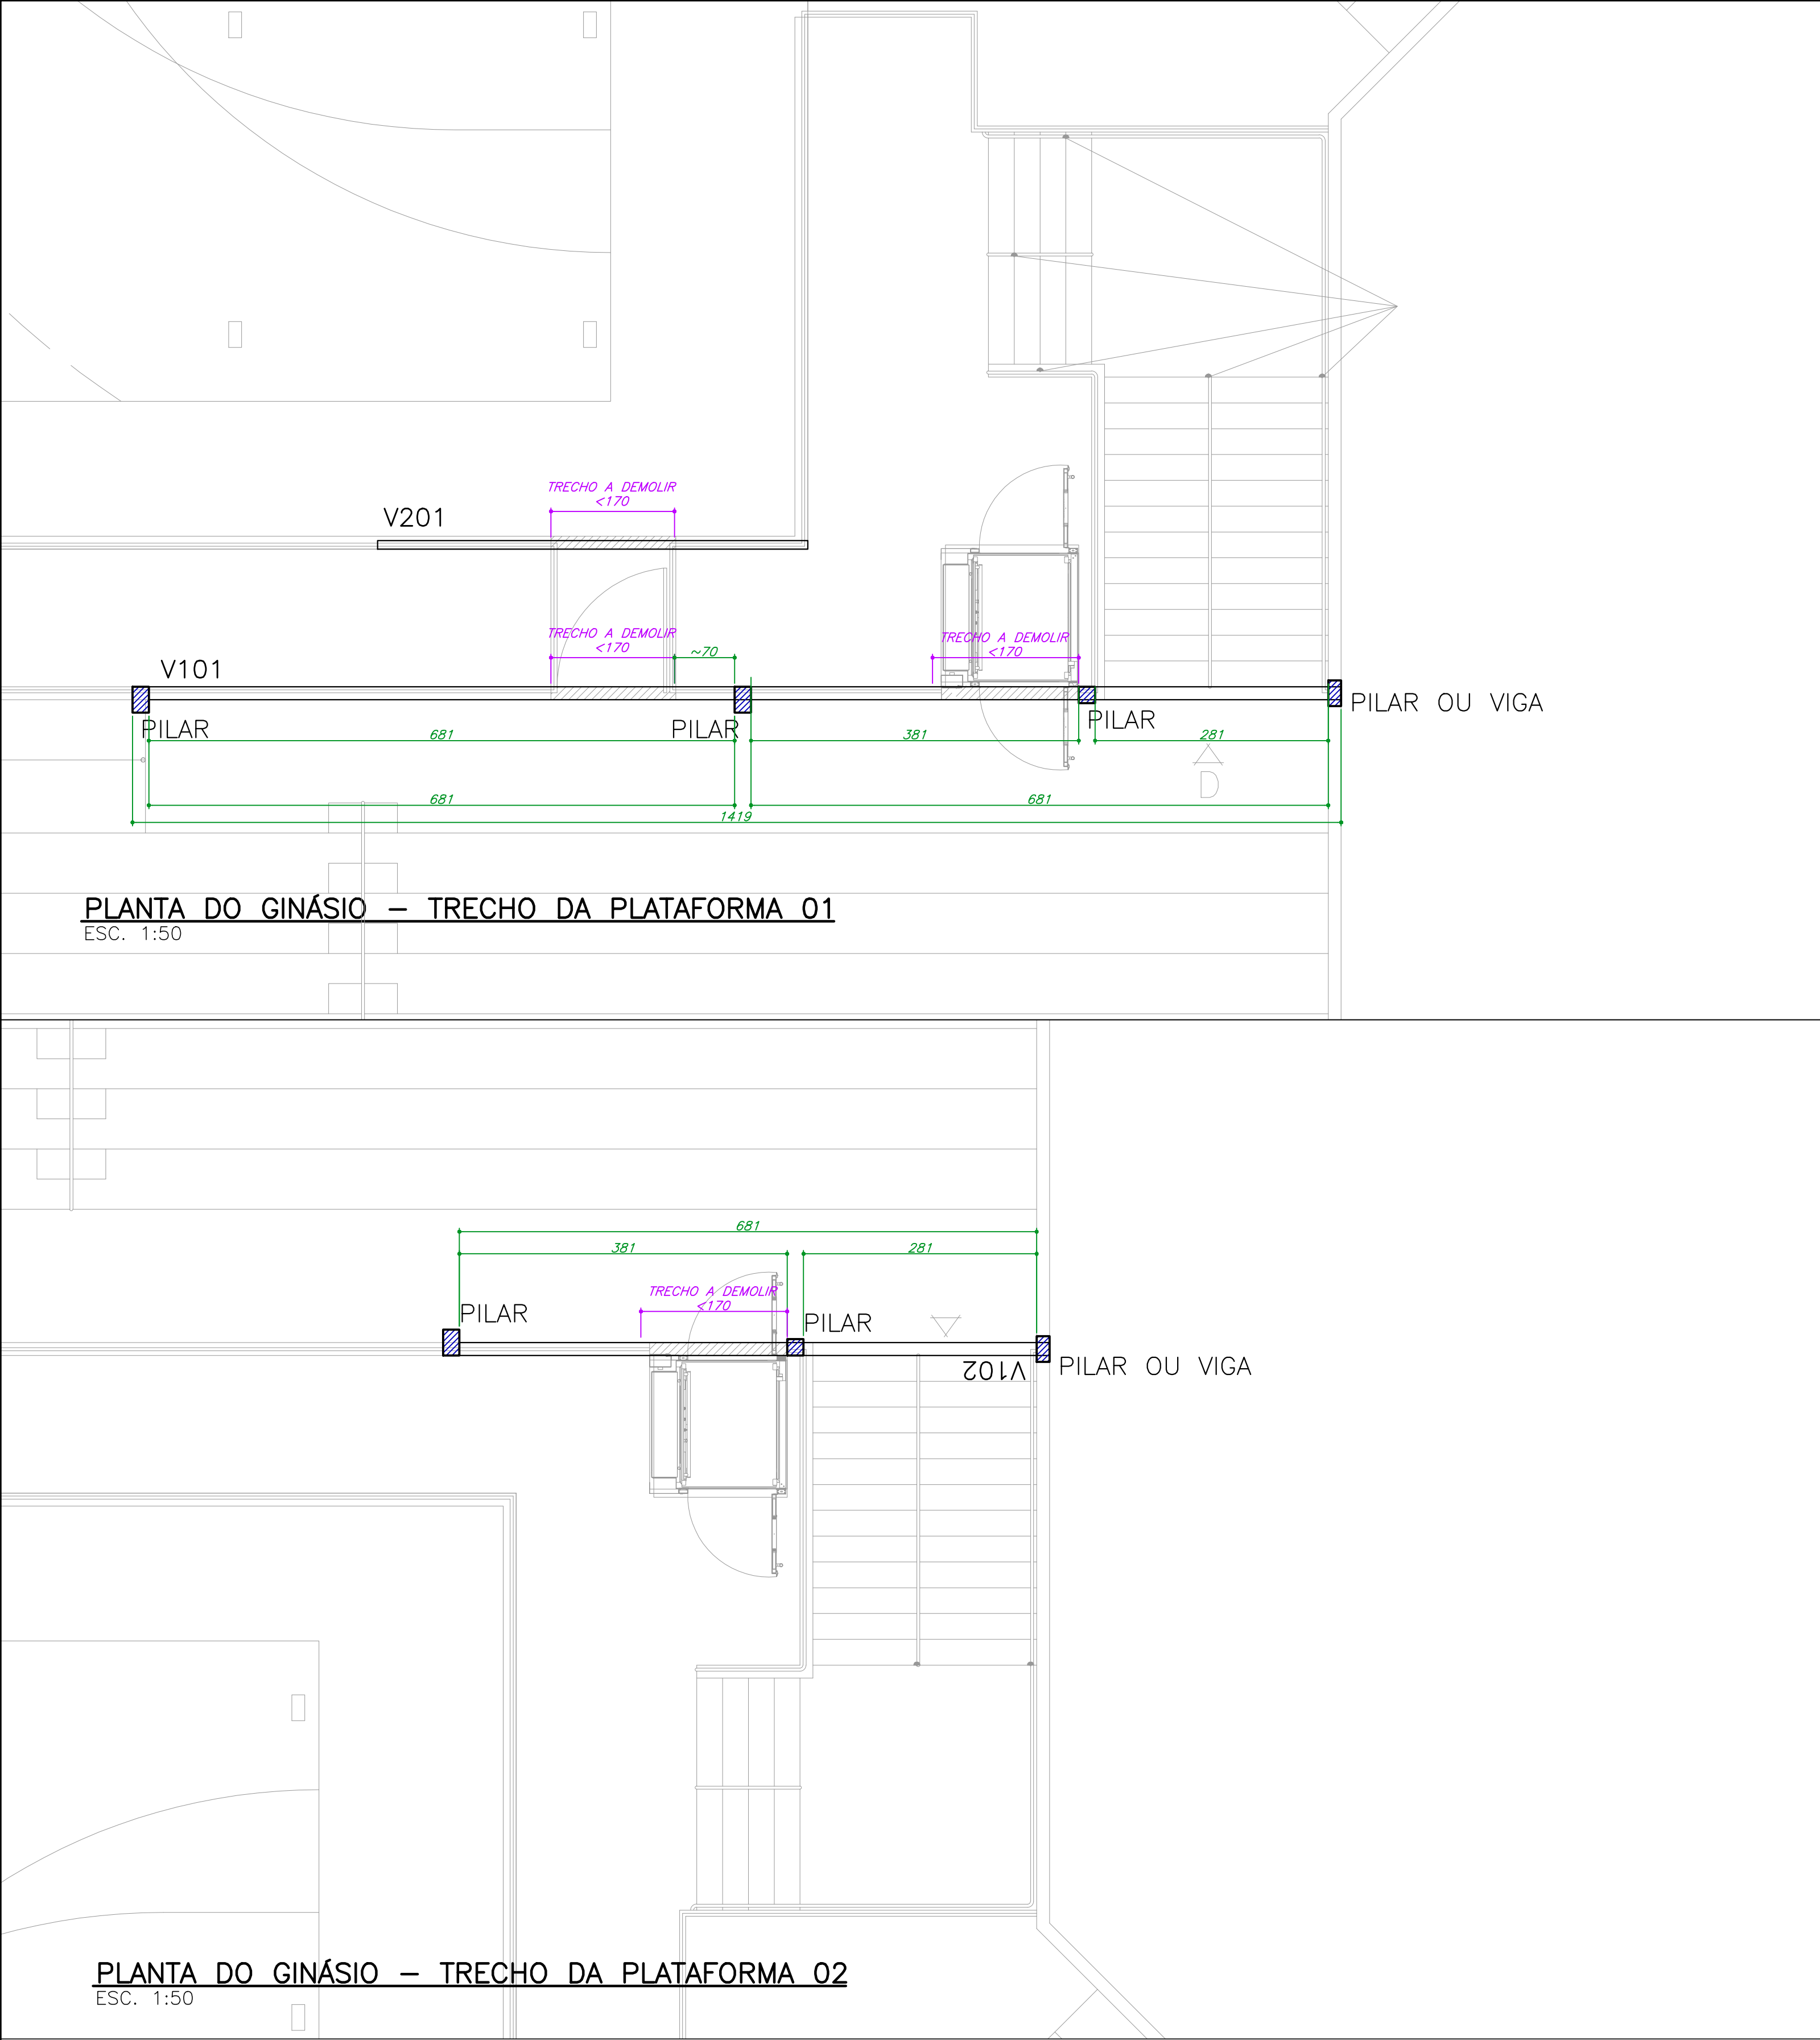 TRECHO A DEMOLIR
<170
V201
TRECHO A DEMOLIR
<170
~70
TRECHO A DEMOLIR
<170
V101
PILAR
PILAR
PILAR
PILAR OU VIGA
681
381
281
D
681
681
1419
PLANTA DO GINÁSIO – TRECHO DA PLATAFORMA 01
ESC. 1:50
681
381
281
TRECHO A DEMOLIR
<170
PILAR
PILAR
V102
PILAR OU VIGA
PLANTA DO GINÁSIO – TRECHO DA PLATAFORMA 02
ESC. 1:50